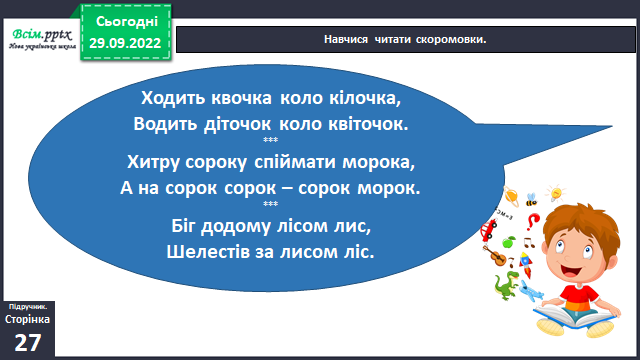 Всім.pptx
Нова українська школа
Сьогодні
29.09.2022
Навчися читати скоромовки.
Ходить квочка коло кілочка,
Водить діточок коло квіточок.
***
Хитру сороку спіймати морока,
А на сорок сорок – сорок морок.
***
Біг додому лісом лис,
Шелестів за лисом ліс.
Підручник.
Сторінка
27